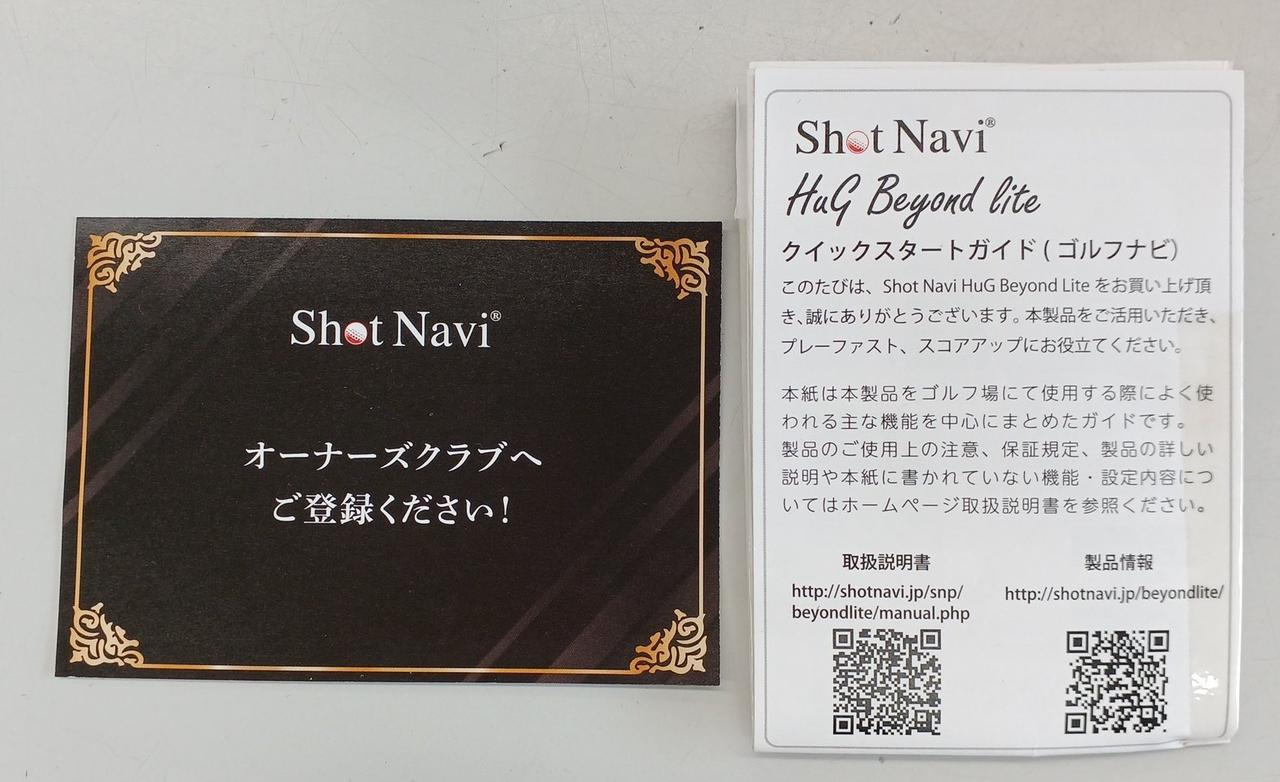 Shot Navi®
オーナーズクラブへ
ご登録ください!
Shot Navi®
HuG Beyond lite
クイックスタートガイド(ゴルフナビ)
このたびは、Shot Navi HuG Beyond Lite をお買い上げ頂
き、誠にありがとうございます。本製品をご活用いただき、
プレーファスト、スコアアップにお役立てください。
本紙は本製品をゴルフ場にて使用する際によく使
われる主な機能を中心にまとめたガイドです。
製品のご使用上の注意、保証規定、製品の詳しい
説明や本紙に書かれていない機能・設定内容につ
いてはホームページ取扱説明書を参照ください。
取扱説明書
http://shotnavi.jp/snp/
beyondlite/manual.php
製品情報
http://shotnavi.jp/beyondlite/